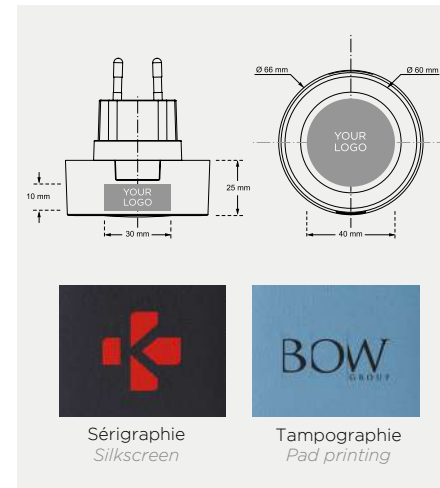 Ø 66 mm
Ø 60 mm
YOUR
LOGO
YOUR
LOGO
10 mm
25 mm
30 mm
40 mm
K
BOW
GROUP
Sérigraphie
Silkscreen
Tampographie
Pad printing